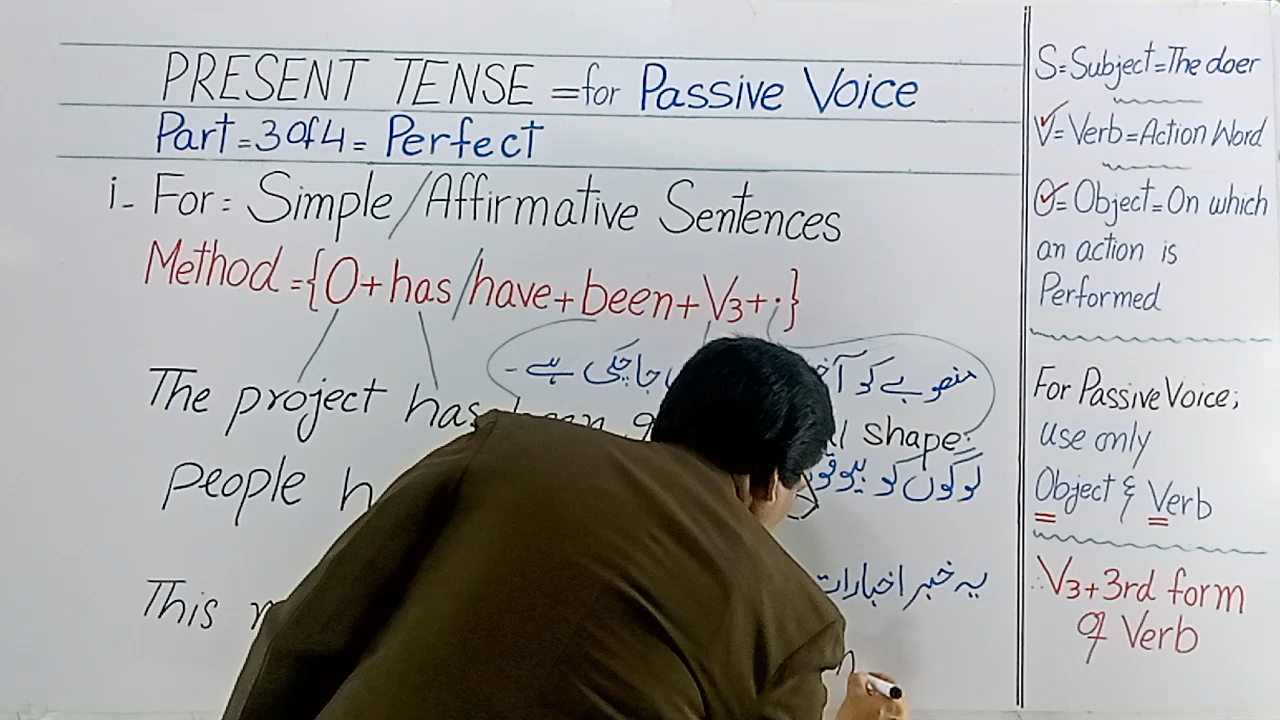 PRESENT TENSE = for Passive Voice
Part = 3 of 4 = Perfect
i- For: Simple/Affirmative Sentences
Method = {O + has/have + been + V3 + .}
منصوبے کو جا چکی ہے -
The project has shape.
People
لوگوں کو
یہ خبر اخبارات
This
S = Subject = The doer
V = Verb = Action Word
O = Object = On which
an action is
Performed
For Passive Voice;
use only
Object & Verb
∴ V3 + 3rd form
of Verb